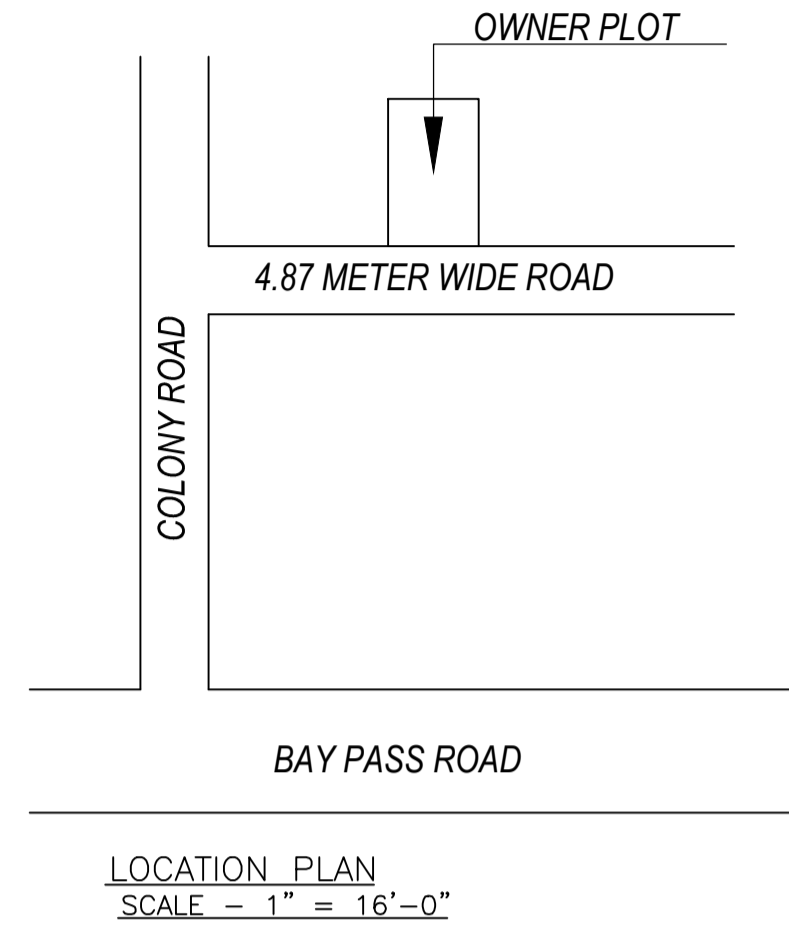 OWNER PLOT
4.87 METER WIDE ROAD
COLONY ROAD
BAY PASS ROAD
LOCATION PLAN
SCALE – 1” = 16’–0”